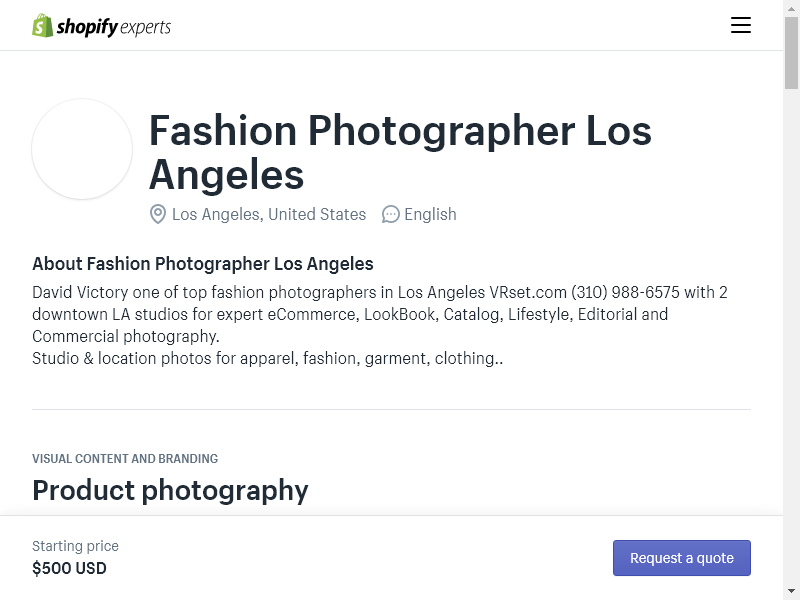 shopify experts
Fashion Photographer Los
Angeles
Los Angeles, United States English
About Fashion Photographer Los Angeles
David Victory one of top fashion photographers in Los Angeles VRset.com (310) 988-6575 with 2
downtown LA studios for expert eCommerce, LookBook, Catalog, Lifestyle, Editorial and
Commercial photography.
Studio & location photos for apparel, fashion, garment, clothing..
VISUAL CONTENT AND BRANDING
Product photography
Starting price
$500 USD
Request a quote